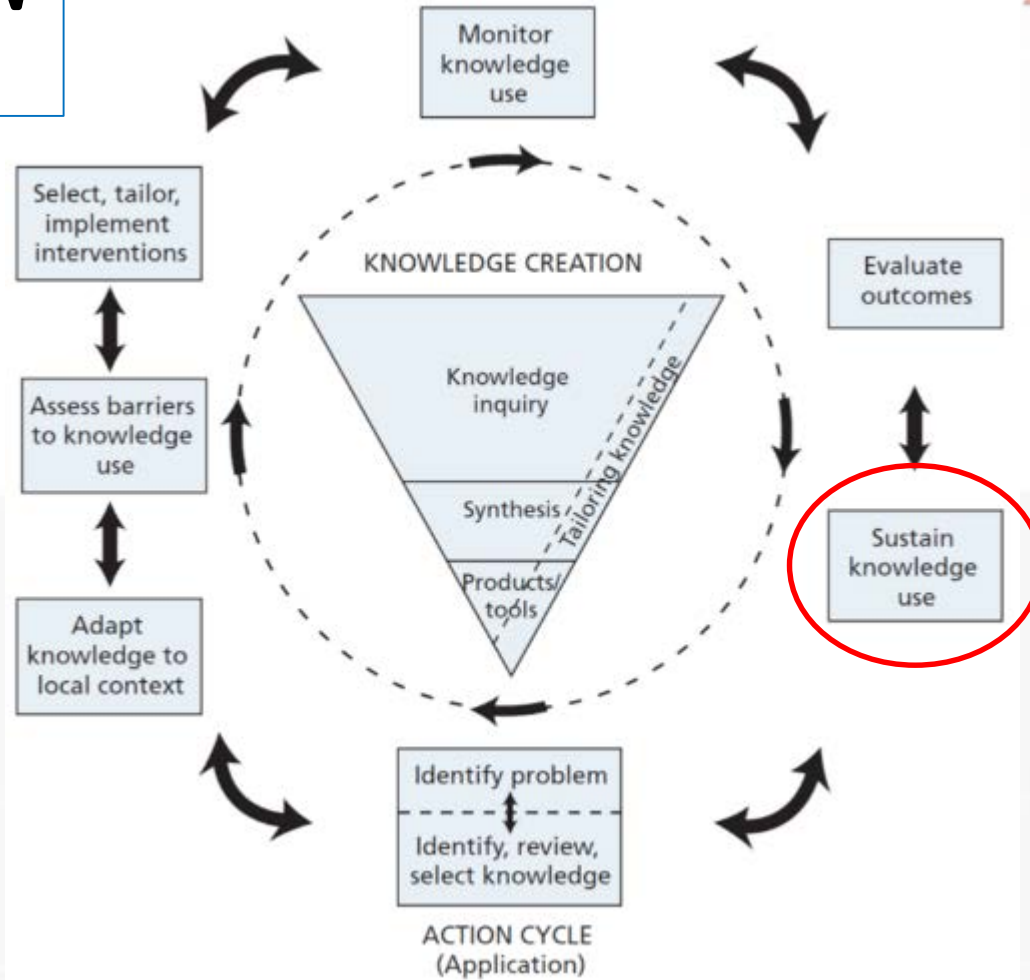 Monitor
knowledge
use
Select, tailor,
implement
interventions
Evaluate
outcomes
KNOWLEDGE CREATION
Knowledge
inquiry
Tailoring knowledge
Synthesis
Products/
tools
Assess barriers
to knowledge
use
Sustain
knowledge
use
Adapt
knowledge to
local context
Identify problem
Identify, review,
select knowledge
ACTION CYCLE
(Application)